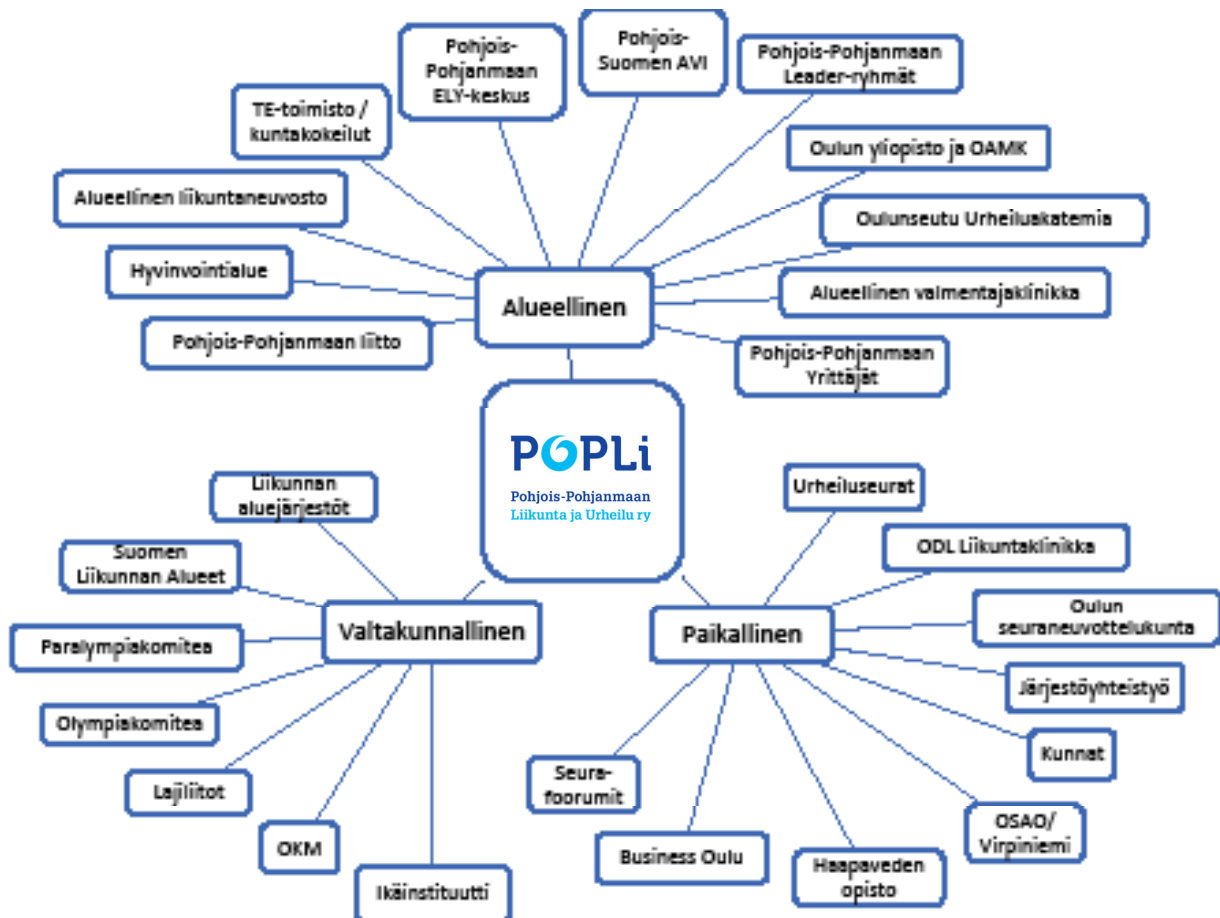 Pohjois-
Pohjanmaan
ELY-keskus
Pohjois-
Suomen AVI
Pohjois-Pohjanmaan
Leader-ryhmät
TE-toimisto /
kuntakokeilut
Oulun yliopisto ja OAMK
Alueellinen liikuntaneuvosto
Oulunseutu Urheiluakatemia
Hyvinvointialue
Alueellinen valmentajaklinikka
Alueellinen
Pohjois-Pohjanmaan liitto
Pohjois-Pohjanmaan
Yrittäjät
POPLi
Pohjois-Pohjanmaan
Liikunta ja Urheilu ry
Liikunnan
aluejärjestöt
Urheiluseurat
Suomen
Liikunnan Alueet
ODL Liikuntaklinikka
Valtakunnallinen
Paikallinen
Oulun
seuraneuvottelukunta
Paralympiakomitea
Järjestöyhteistyö
Olympiakomitea
Kunnat
Lajiliitot
Seura-
foorumit
OSAO/
Virpiniemi
OKM
Business Oulu
Haapaveden
opisto
Ikäinstituutti